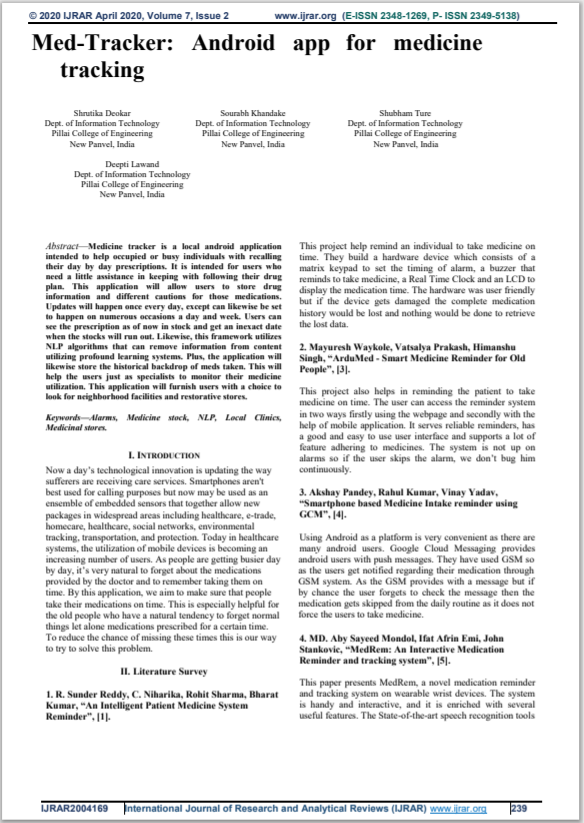 © 2020 IJRAR April 2020, Volume 7, Issue 2 www.ijrar.org (E-ISSN 2348-1269, P- ISSN 2349-5138)
Med-Tracker: Android app for medicine
tracking
Shrutika Deokar
Dept. of Information Technology
Pillai College of Engineering
New Panvel, India
Sourabh Khandake
Dept. of Information Technology
Pillai College of Engineering
New Panvel, India
Shubham Ture
Dept. of Information Technology
Pillai College of Engineering
New Panvel, India
Deepti Lawand
Dept. of Information Technology
Pillai College of Engineering
New Panvel, India
Abstract—Medicine tracker is a local android application
intended to help occupied or busy individuals with recalling
their day by day prescriptions. It is intended for users who
need a little assistance in keeping with following their drug
plan. This application will allow users to store drug
information and different cautions for those medications.
Updates will happen once every day, except can likewise be set
to happen on numerous occasions a day and week. Users can
see the prescription as of now in stock and get an inexact date
when the stocks will run out. Likewise, this framework utilizes
NLP algorithms that can remove information from content
utilizing profound learning systems. Plus, the application will
likewise store the historical backdrop of meds taken. This will
help the users just as specialists to monitor their medicine
utilization. This application will furnish users with a choice to
look for neighborhood facilities and restorative stores.
Keywords—Alarms, Medicine stock, NLP, Local Clinics,
Medicinal stores.
I. INTRODUCTION
Now a day's technological innovation is updating the way
sufferers are receiving care services. Smartphones aren't
best used for calling purposes but now may be used as an
ensemble of embedded sensors that together allow new
packages in widespread areas including healthcare, e-trade,
homecare, healthcare, social networks, environmental
tracking, transportation, and protection. Today in healthcare
systems, the utilization of mobile devices is becoming an
increasing number of users. As people are getting busier day
by day, it's very natural to forget about the medications
provided by the doctor and to remember taking them on
time. By this application, we aim to make sure that people
take their medications on time. This is especially helpful for
the old people who have a natural tendency to forget normal
things let alone medications prescribed for a certain time.
To reduce the chance of missing these times this is our way
to try to solve this problem.
II. Literature Survey
1. R. Sunder Reddy, C. Niharika, Rohit Sharma, Bharat
Kumar, “An Intelligent Patient Medicine System
Reminder”, [1].
This project help remind an individual to take medicine on
time. They build a hardware device which consists of a
matrix keypad to set the timing of alarm, a buzzer that
reminds to take medicine, a Real Time Clock and an LCD to
display the medication time. The hardware was user friendly
but if the device gets damaged the complete medication
history would be lost and nothing would be done to retrieve
the lost data.
2. Mayuresh Waykole, Vatsalya Prakash, Himanshu
Singh, “ArduMed - Smart Medicine Reminder for Old
People”, [3].
This project also helps in reminding the patient to take
medicine on time. The user can access the reminder system
in two ways firstly using the webpage and secondly with the
help of mobile application. It serves reliable reminders, has
a good and easy to use user interface and supports a lot of
feature adhering to medicines. The system is not up on
alarms so if the user skips the alarm, we don't bug him
continuously.
3. Akshay Pandey, Rahul Kumar, Vinay Yadav,
“Smartphone based Medicine Intake reminder using
GCM”, [4].
Using Android as a platform is very convenient as there are
many android users. Google Cloud Messaging provides
android users with push messages. They have used GSM so
as the users get notified regarding their medication through
GSM system. As the GSM provides with a message but if
by chance the user forgets to check the message then the
medication gets skipped from the daily routine as it does not
force the users to take medicine.
4. MD. Aby Sayeed Mondol, Ifat Afrin Emi, John
Stankovic, “MedRem: An Interactive Medication
Reminder and tracking system”, [5].
This paper presents MedRem, a novel medication reminder
and tracking system on wearable wrist devices. The system
is handy and interactive, and it is enriched with several
useful features. The State-of-the-art speech recognition tools
IJRAR2004169 International Journal of Research and Analytical Reviews (IJRAR) www.ijrar.org 239